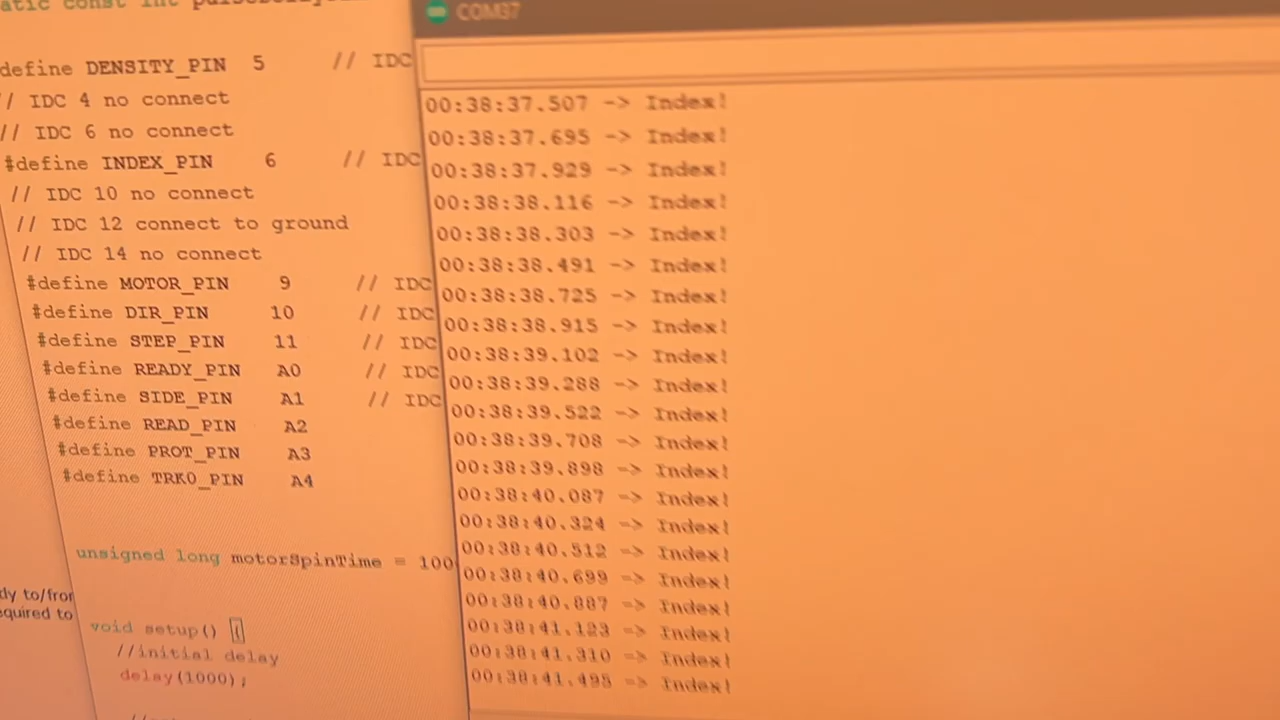 atic const int
define DENSITY_PIN 5 // IDC
// IDC 4 no connect
// IDC 6 no connect
#define INDEX_PIN 6 // IDC
// IDC 10 no connect
// IDC 12 connect to ground
// IDC 14 no connect
#define MOTOR_PIN 9 // IDC
#define DIR_PIN 10 // IDC
#define STEP_PIN 11 // IDC
#define READY_PIN A0 // IDC
#define SIDE_PIN A1 // IDC
#define READ_PIN A2
#define PROT_PIN A3
#define TRK0_PIN A4
unsigned long motorSpinTime = 100
void setup() {
//initial delay
delay(1000);
dy to/from
equired to
COM37
00:38:37.507 -> Index!
00:38:37.695 -> Index!
00:38:37.929 -> Index!
00:38:38.116 -> Index!
00:38:38.303 -> Index!
00:38:38.491 -> Index!
00:38:38.725 -> Index!
00:38:38.915 -> Index!
00:38:39.102 -> Index!
00:38:39.288 -> Index!
00:38:39.522 -> Index!
00:38:39.708 -> Index!
00:38:39.898 -> Index!
00:38:40.087 -> Index!
00:38:40.324 -> Index!
00:38:40.512 -> Index!
00:38:40.699 -> Index!
00:38:40.887 -> Index!
00:38:41.123 -> Index!
00:38:41.310 -> Index!
00:38:41.495 -> Index!